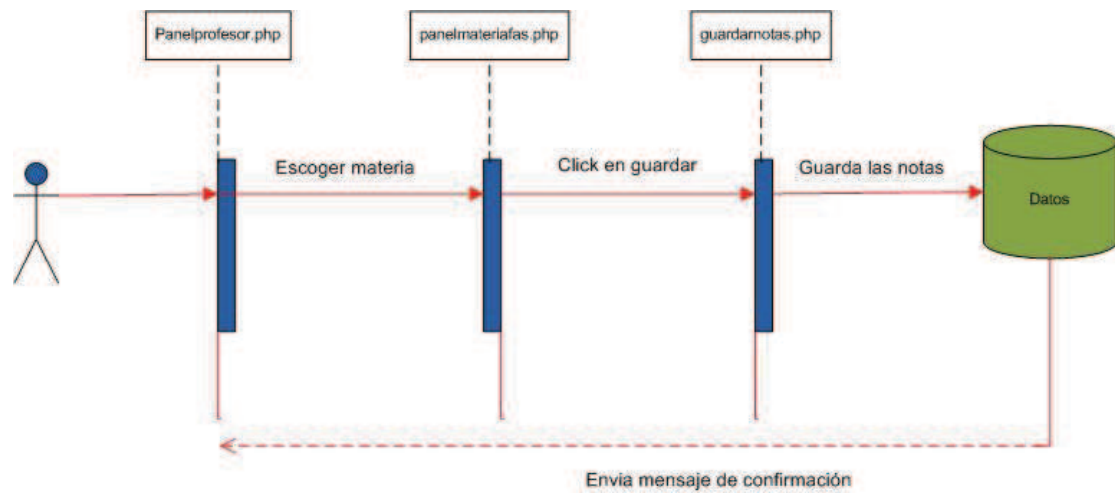 Panelprofesor.php
panelmateriafas.php
guardarnotas.php
Escoger materia
Click en guardar
Guarda las notas
Datos
Envia mensaje de confirmación